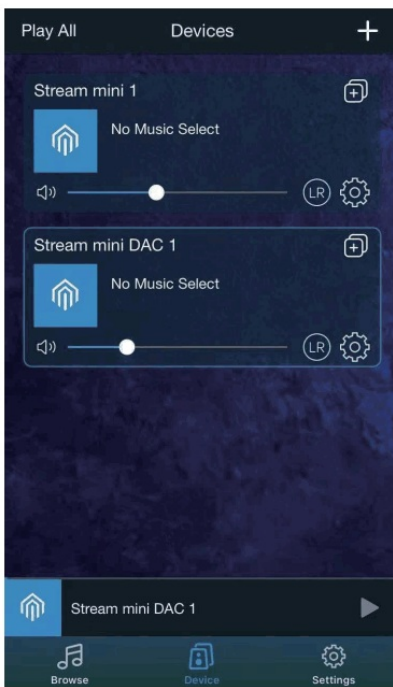 Play All Devices +
Stream mini 1
No Music Select
LR
Stream mini DAC 1
No Music Select
LR
Stream mini DAC 1
Browse Device Settings